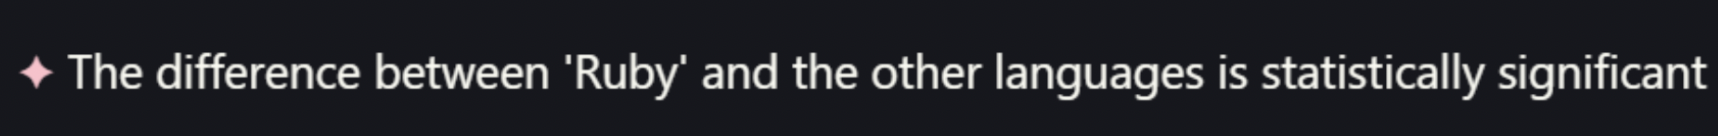 The difference between 'Ruby' and the other languages is statistically significant